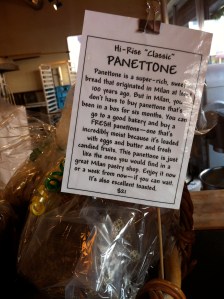 Hi-Rise "Classic"
PANETTONE
Panettone is a super-rich, sweet
bread that originated in Milan at least
100 years ago. But in Milan, you
don't have to buy panettone that's
been in a box for six months. You can
go to a good bakery and buy a
FRESH panettone—one that's
incredibly moist because it's loaded
with eggs and butter and fresh
candied fruits. This panettone is just
like the ones you would find in a
great Milan pastry shop. Enjoy it now
or a week from now—if you can wait.
It's also excellent toasted.